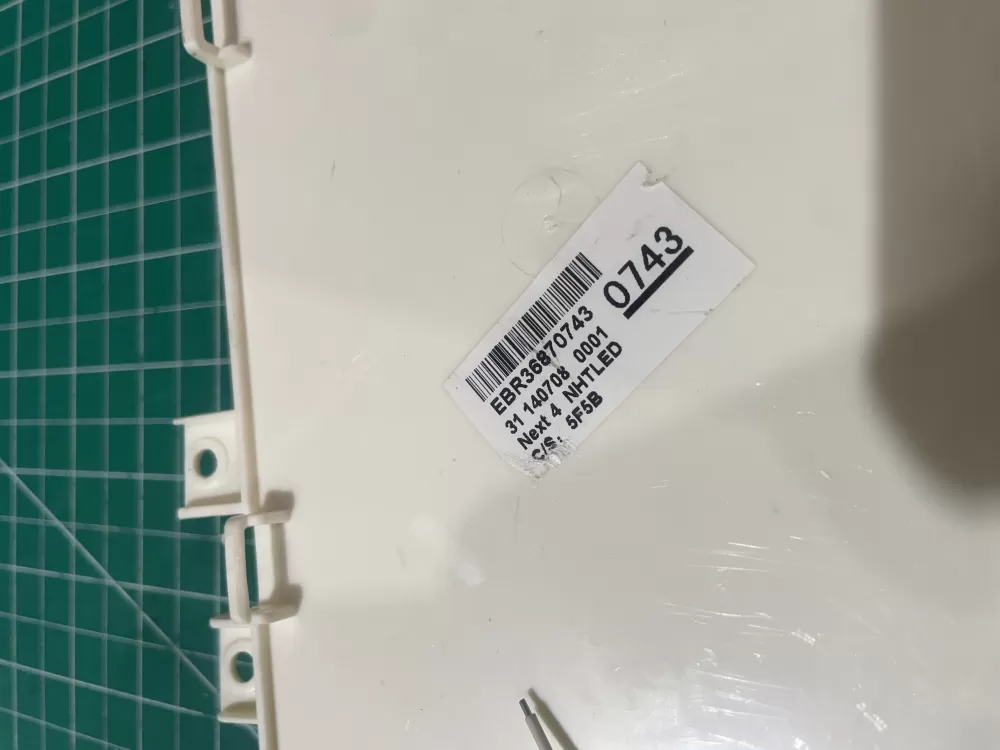 EBR36870743
0743
31 140708 0001
Next 4 NHTLED
C/S: 5F5B